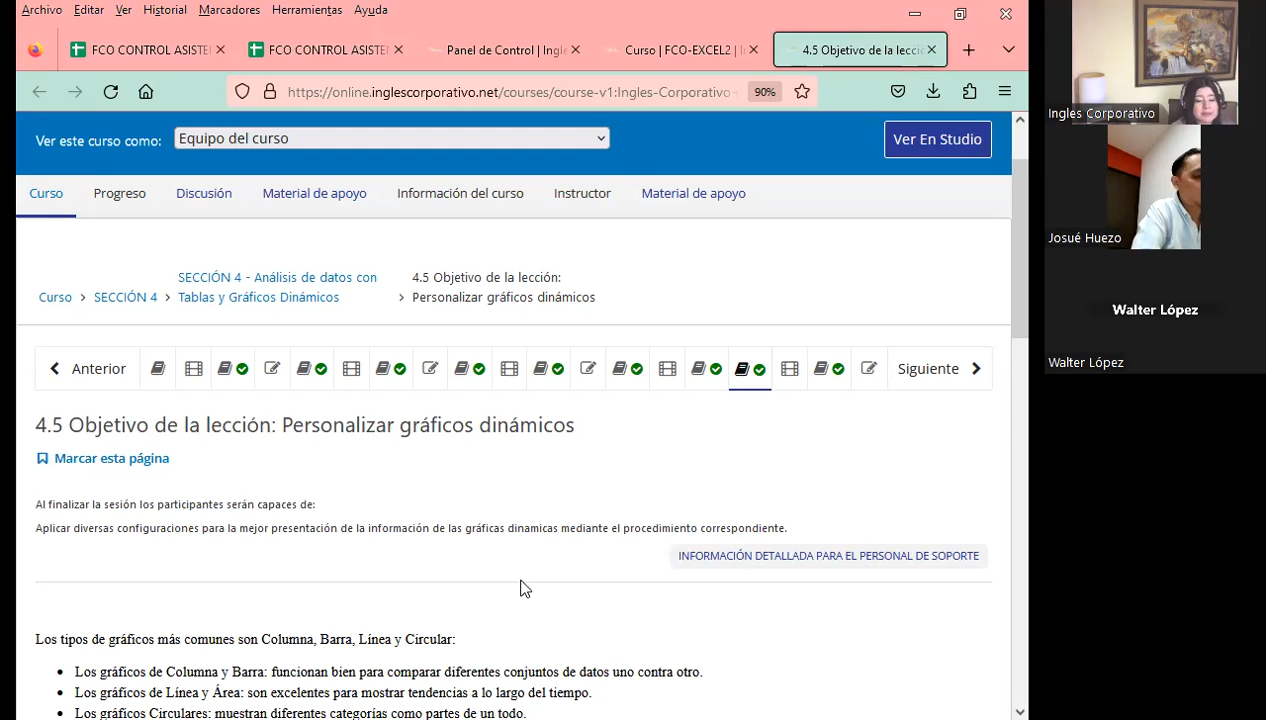 Archivo Editar Ver Historial Marcadores Herramientas Ayuda
FCO CONTROL ASISTE
FCO CONTROL ASISTE
Panel de Control | Ingle
Curso | FCO-EXCEL2 | I
4.5 Objetivo de la lecci
https://online.inglescorporativo.net/courses/course-v1:Ingles-Corporativo
90%
Ver este curso como:
Equipo del curso
Ver En Studio
Curso Progreso Discusión Material de apoyo Información del curso Instructor Material de apoyo
Curso > SECCIÓN 4 >
SECCIÓN 4 - Análisis de datos con
Tablas y Gráficos Dinámicos
>
4.5 Objetivo de la lección:
Personalizar gráficos dinámicos
Anterior
Siguiente
4.5 Objetivo de la lección: Personalizar gráficos dinámicos
Marcar esta página
Al finalizar la sesión los participantes serán capaces de:
Aplicar diversas configuraciones para la mejor presentación de la información de las gráficas dinamicas mediante el procedimiento correspondiente.
INFORMACIÓN DETALLADA PARA EL PERSONAL DE SOPORTE
Los tipos de gráficos más comunes son Columna, Barra, Línea y Circular:
• Los gráficos de Columna y Barra: funcionan bien para comparar diferentes conjuntos de datos uno contra otro.
• Los gráficos de Línea y Área: son excelentes para mostrar tendencias a lo largo del tiempo.
• Los gráficos Circulares: muestran diferentes categorías como partes de un todo.
Ingles Corporativo
Josué Huezo
Walter López
Walter López